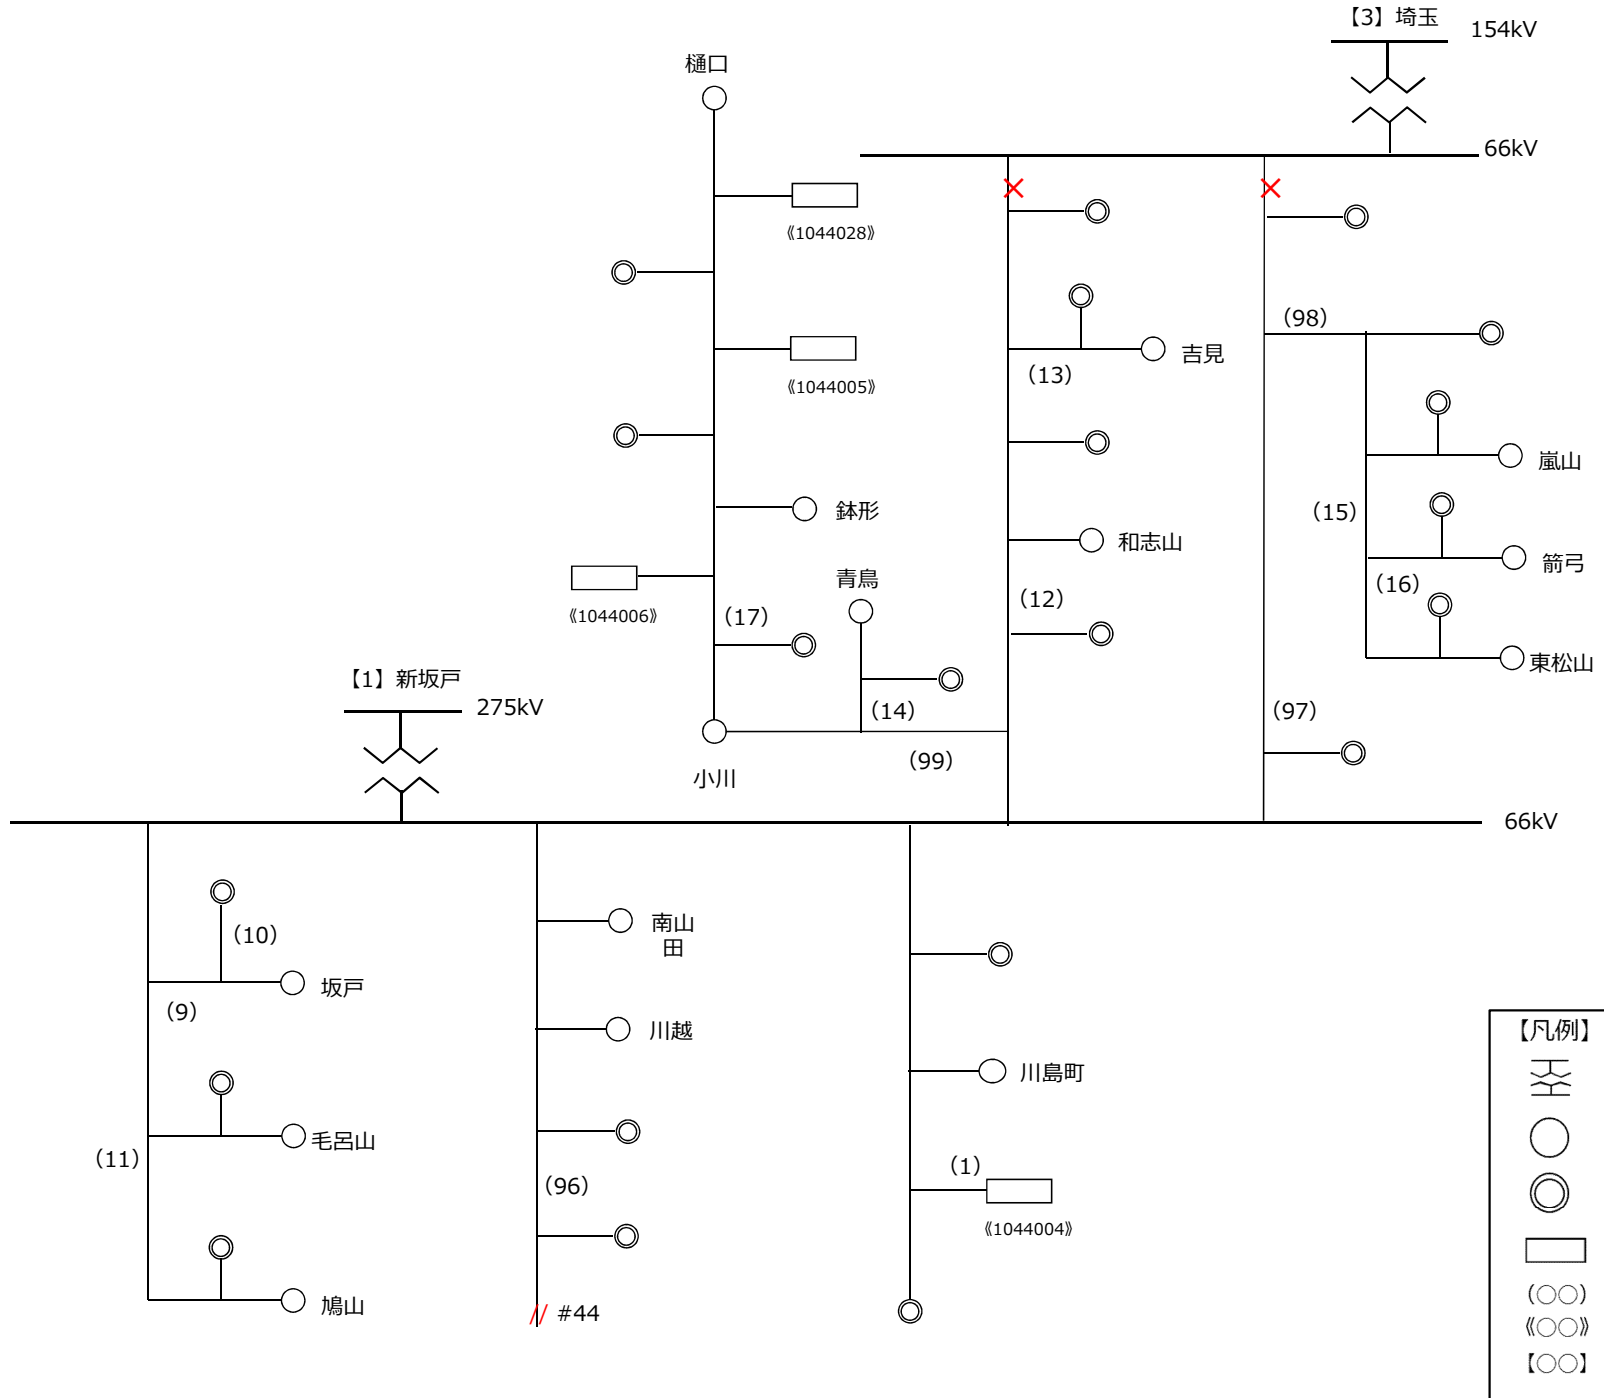 【3】埼玉
154kV
樋口
66kV
《1044028》
(98)
吉見
(13)
《1044005》
嵐山
鉢形
(15)
和志山
箭弓
青鳥
(16)
(12)
《1044006》
(17)
東松山
【1】新坂戸
275kV
(14)
(97)
(99)
小川
66kV
南山
田
(10)
坂戸
(9)
川越
【凡例】
川島町
毛呂山
(11)
(1)
(96)
《1044004》
(○○)
鳩山
#44
《○○》
【○○】